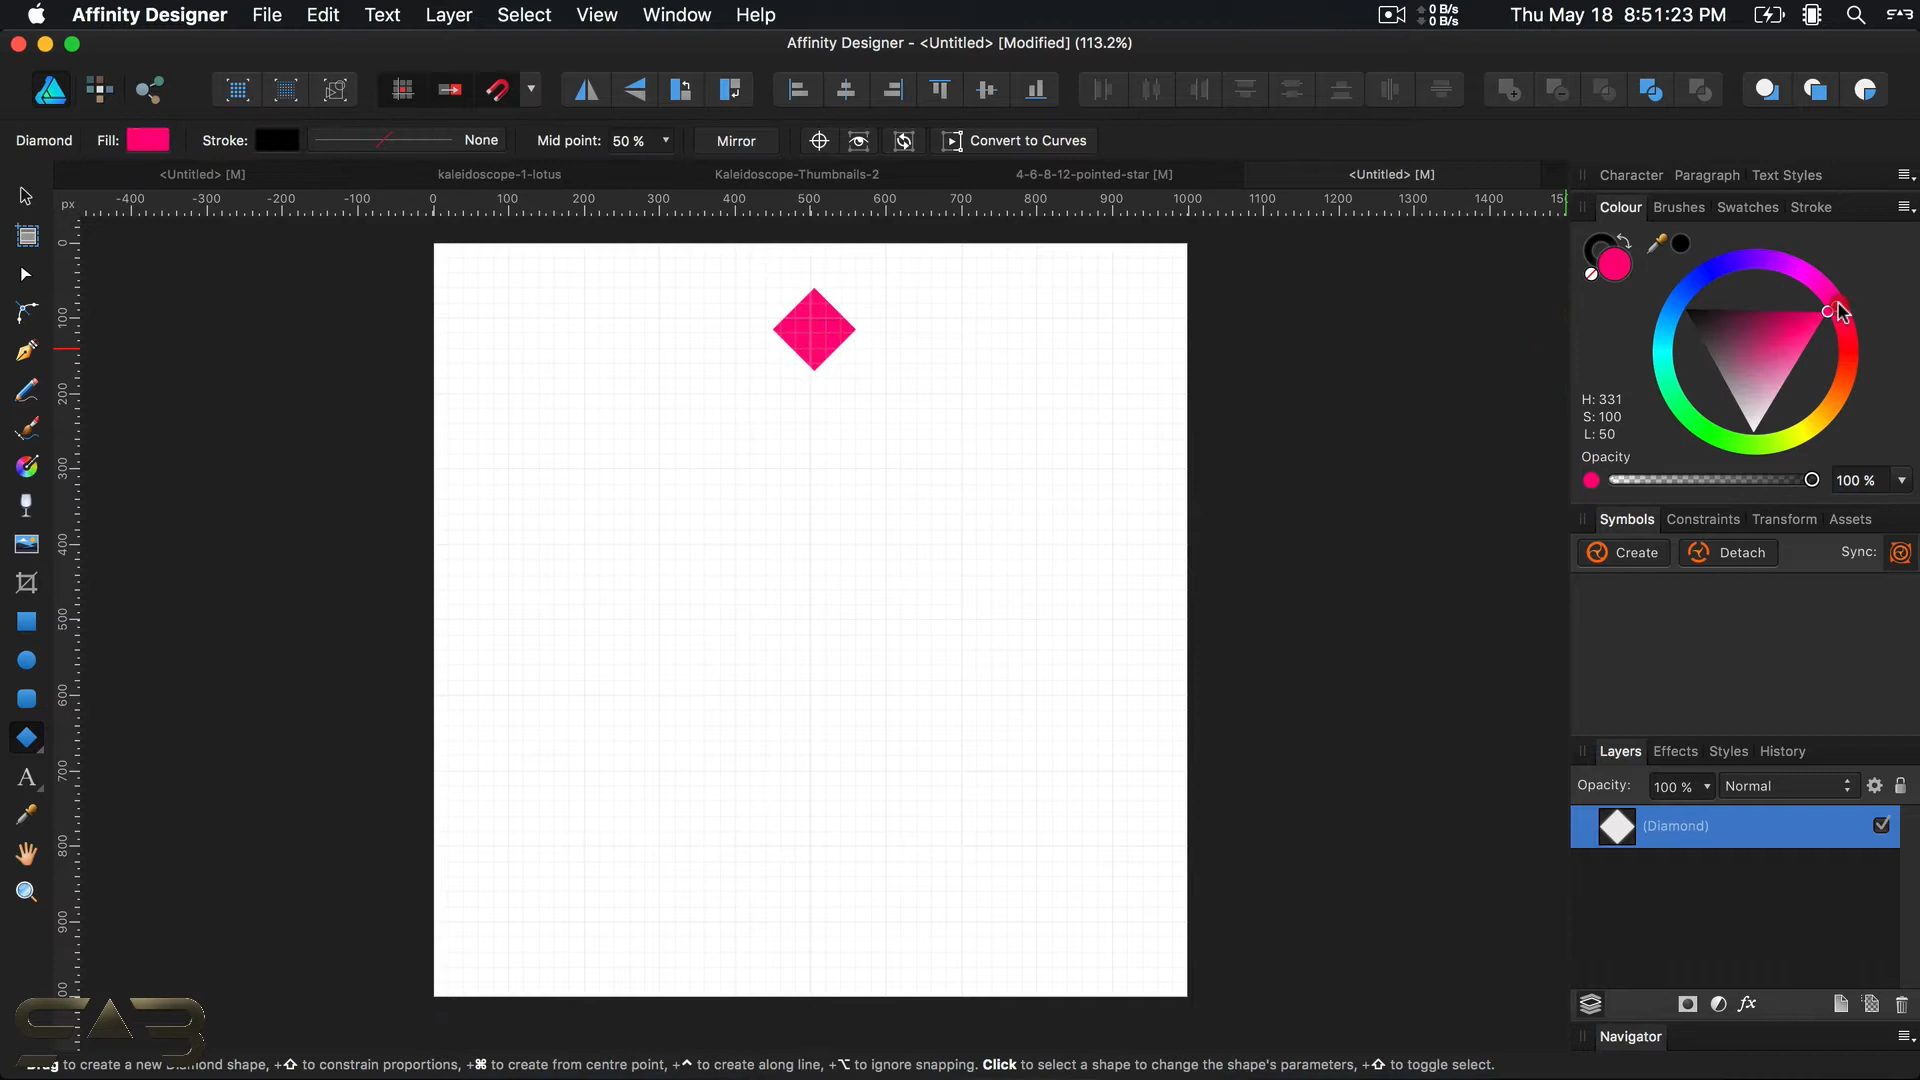 Affinity Designer File Edit Text Layer Select View Window Help 0 B/s 0 B/s Thu May 18 8:51:23 PM
Affinity Designer - <Untitled> [Modified] (113.2%)
Diamond Fill: Stroke: None Mid point: 50 % Mirror Convert to Curves
<Untitled> [M] kaleidoscope-1-lotus Kaleidoscope-Thumbnails-2 4-6-8-12-pointed-star [M] <Untitled> [M]
Character Paragraph Text Styles
px -400 -300 -200 -100 0 100 200 300 400 500 600 700 800 900 1000 1100 1200 1300 1400
Colour Brushes Swatches Stroke
0
100
200
300
400
500
600
700
800
900
H: 331
S: 100
L: 50
Opacity
100 %
Symbols Constraints Transform Assets
Create Detach Sync:
Layers Effects Styles History
Opacity: 100 % Normal
(Diamond)
fx
Navigator
A
SAB
Drag to create a new Diamond shape, +⇧ to constrain proportions, +⌘ to create from centre point, +⌃ to create along line, +⌥ to ignore snapping. Click to select a shape to change the shape's parameters, +⇧ to toggle select.